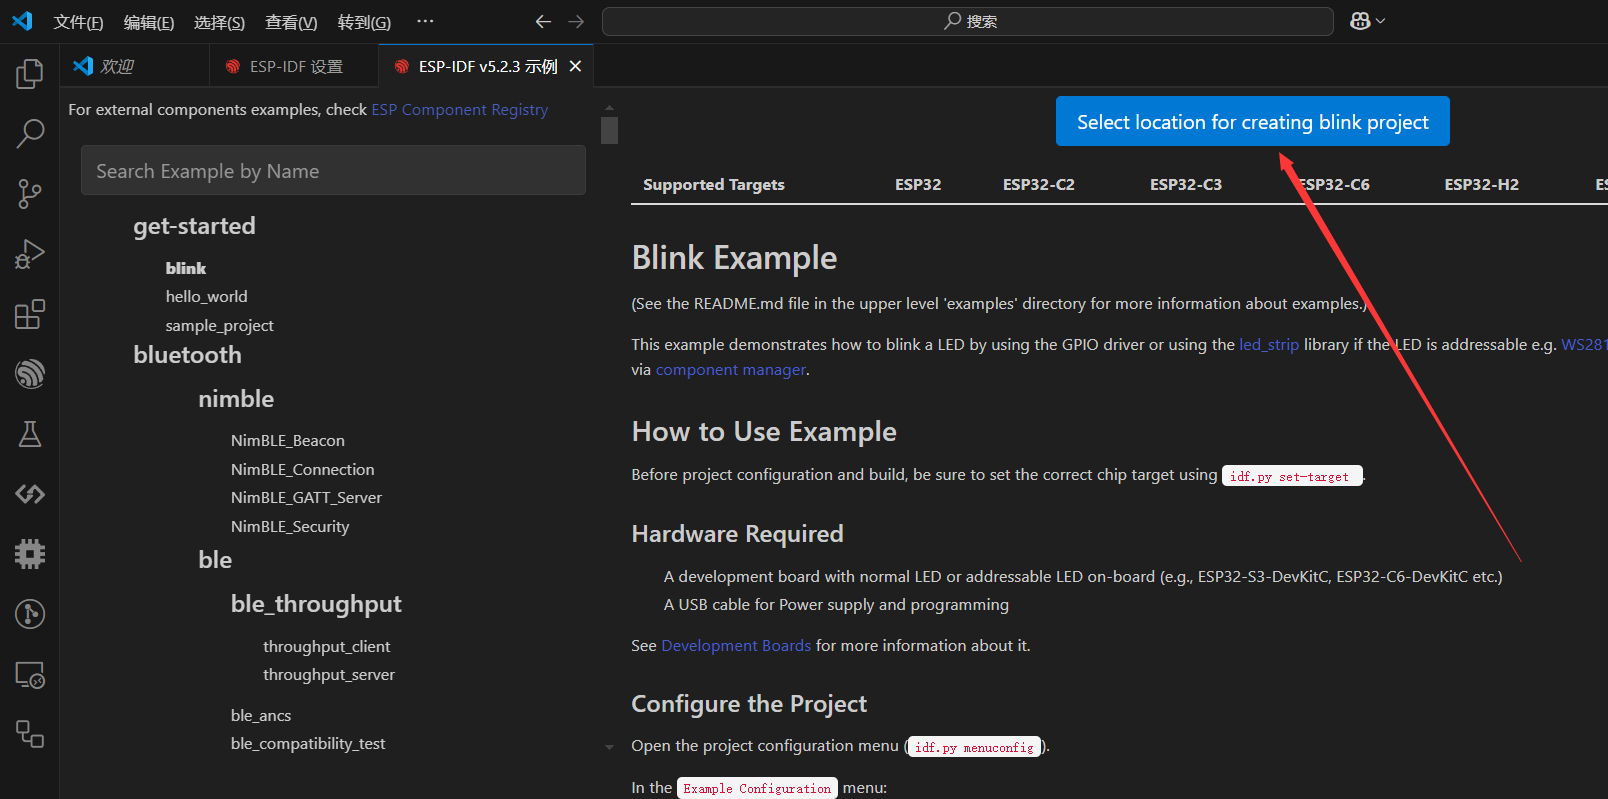 文件(F) 编辑(E) 选择(S) 查看(V) 转到(G) ··· 搜索
欢迎 ESP-IDF 设置 ESP-IDF v5.2.3 示例
For external components examples, check ESP Component Registry
Search Example by Name
get-started
blink
hello_world
sample_project
bluetooth
nimble
NimBLE_Beacon
NimBLE_Connection
NimBLE_GATT_Server
NimBLE_Security
ble
ble_throughput
throughput_client
throughput_server
ble_ancs
ble_compatibility_test
Select location for creating blink project
Supported Targets ESP32 ESP32-C2 ESP32-C3 ESP32-C6 ESP32-H2 ES
Blink Example
(See the README.md file in the upper level 'examples' directory for more information about examples.)
This example demonstrates how to blink a LED by using the GPIO driver or using the led_strip library if the LED is addressable e.g. WS281
via component manager.
How to Use Example
Before project configuration and build, be sure to set the correct chip target using idf.py set-target .
Hardware Required
A development board with normal LED or addressable LED on-board (e.g., ESP32-S3-DevKitC, ESP32-C6-DevKitC etc.)
A USB cable for Power supply and programming
See Development Boards for more information about it.
Configure the Project
Open the project configuration menu (idf.py menuconfig).
In the Example Configuration menu: